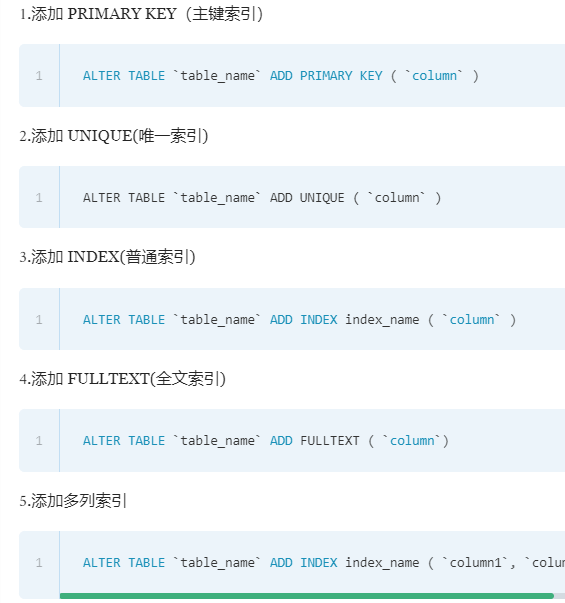 1.添加 PRIMARY KEY（主键索引）
1 ALTER TABLE `table_name` ADD PRIMARY KEY ( `column` )
2.添加 UNIQUE(唯一索引)
1 ALTER TABLE `table_name` ADD UNIQUE ( `column` )
3.添加 INDEX(普通索引)
1 ALTER TABLE `table_name` ADD INDEX index_name ( `column` )
4.添加 FULLTEXT(全文索引)
1 ALTER TABLE `table_name` ADD FULLTEXT ( `column`)
5.添加多列索引
1 ALTER TABLE `table_name` ADD INDEX index_name ( `column1`, `colu